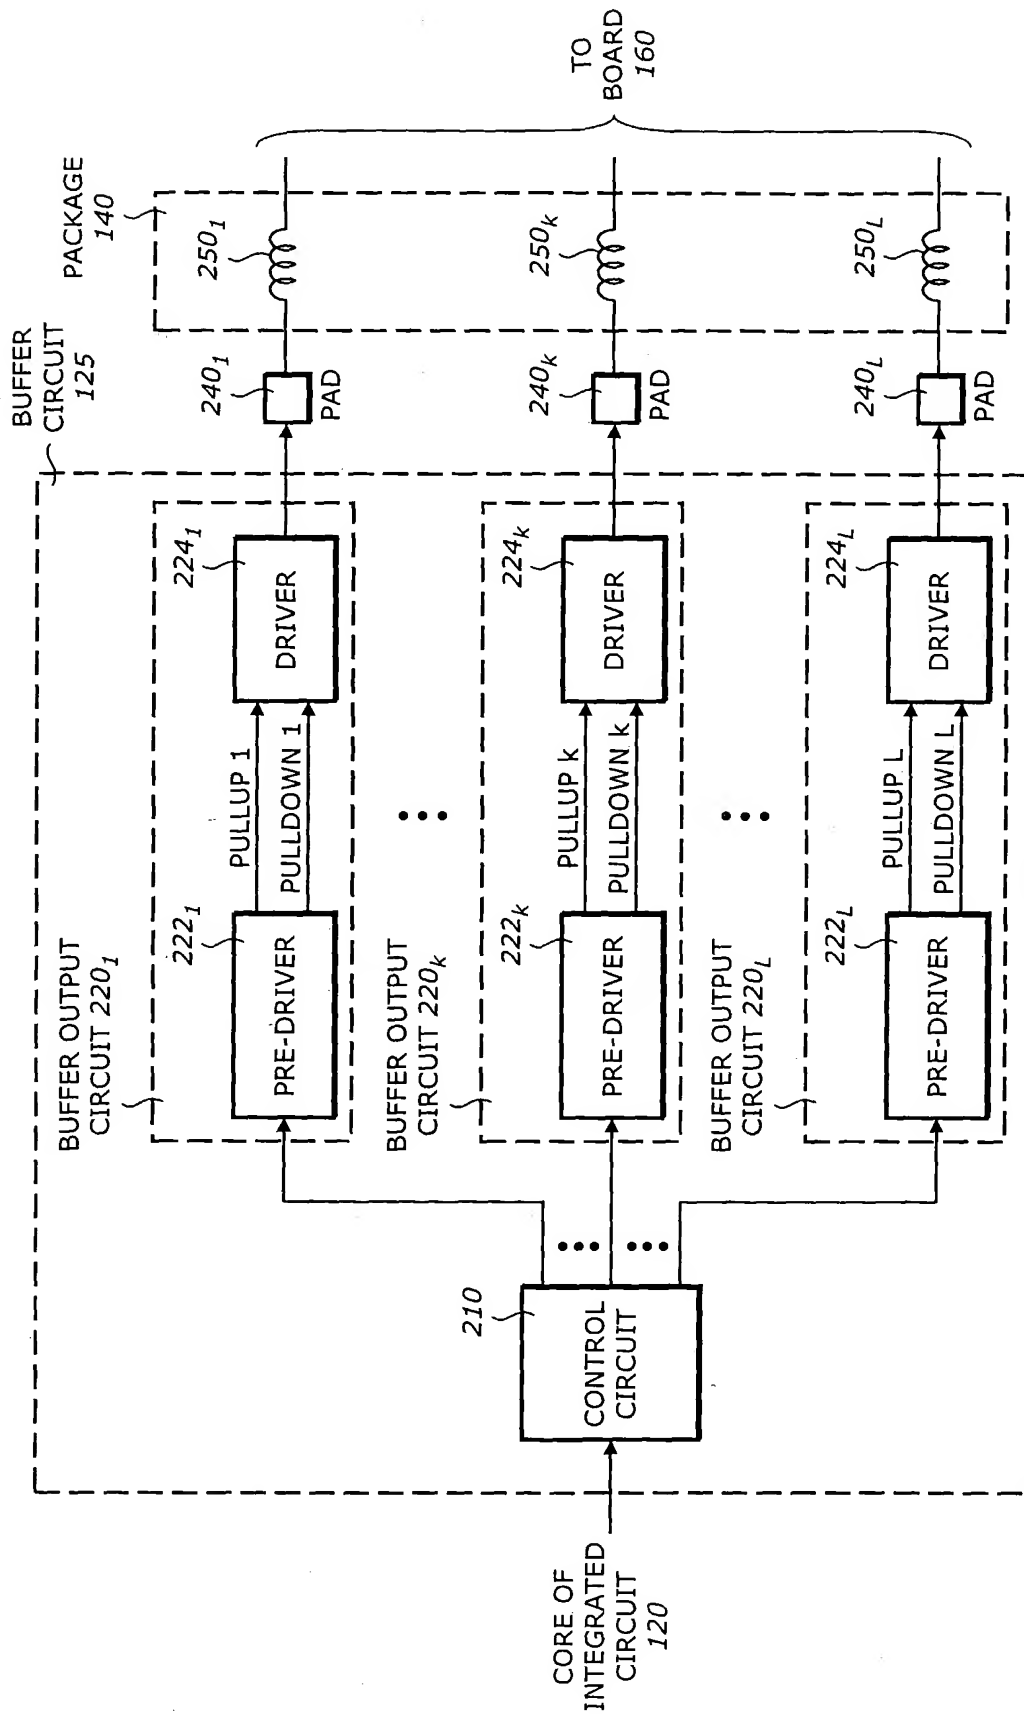 BUFFER
CIRCUIT
125
PACKAGE
140
BUFFER OUTPUT
CIRCUIT 220₁
222₁
PRE-DRIVER
PULLUP 1
PULLDOWN 1
224₁
DRIVER
240₁
PAD
250₁
CORE OF
INTEGRATED
CIRCUIT
120
210
CONTROL
CIRCUIT
BUFFER OUTPUT
CIRCUIT 220ₖ
222ₖ
PRE-DRIVER
PULLUP k
PULLDOWN k
224ₖ
DRIVER
240ₖ
PAD
250ₖ
TO
BOARD
160
BUFFER OUTPUT
CIRCUIT 220L
222L
PRE-DRIVER
PULLUP L
PULLDOWN L
224L
DRIVER
240L
PAD
250L